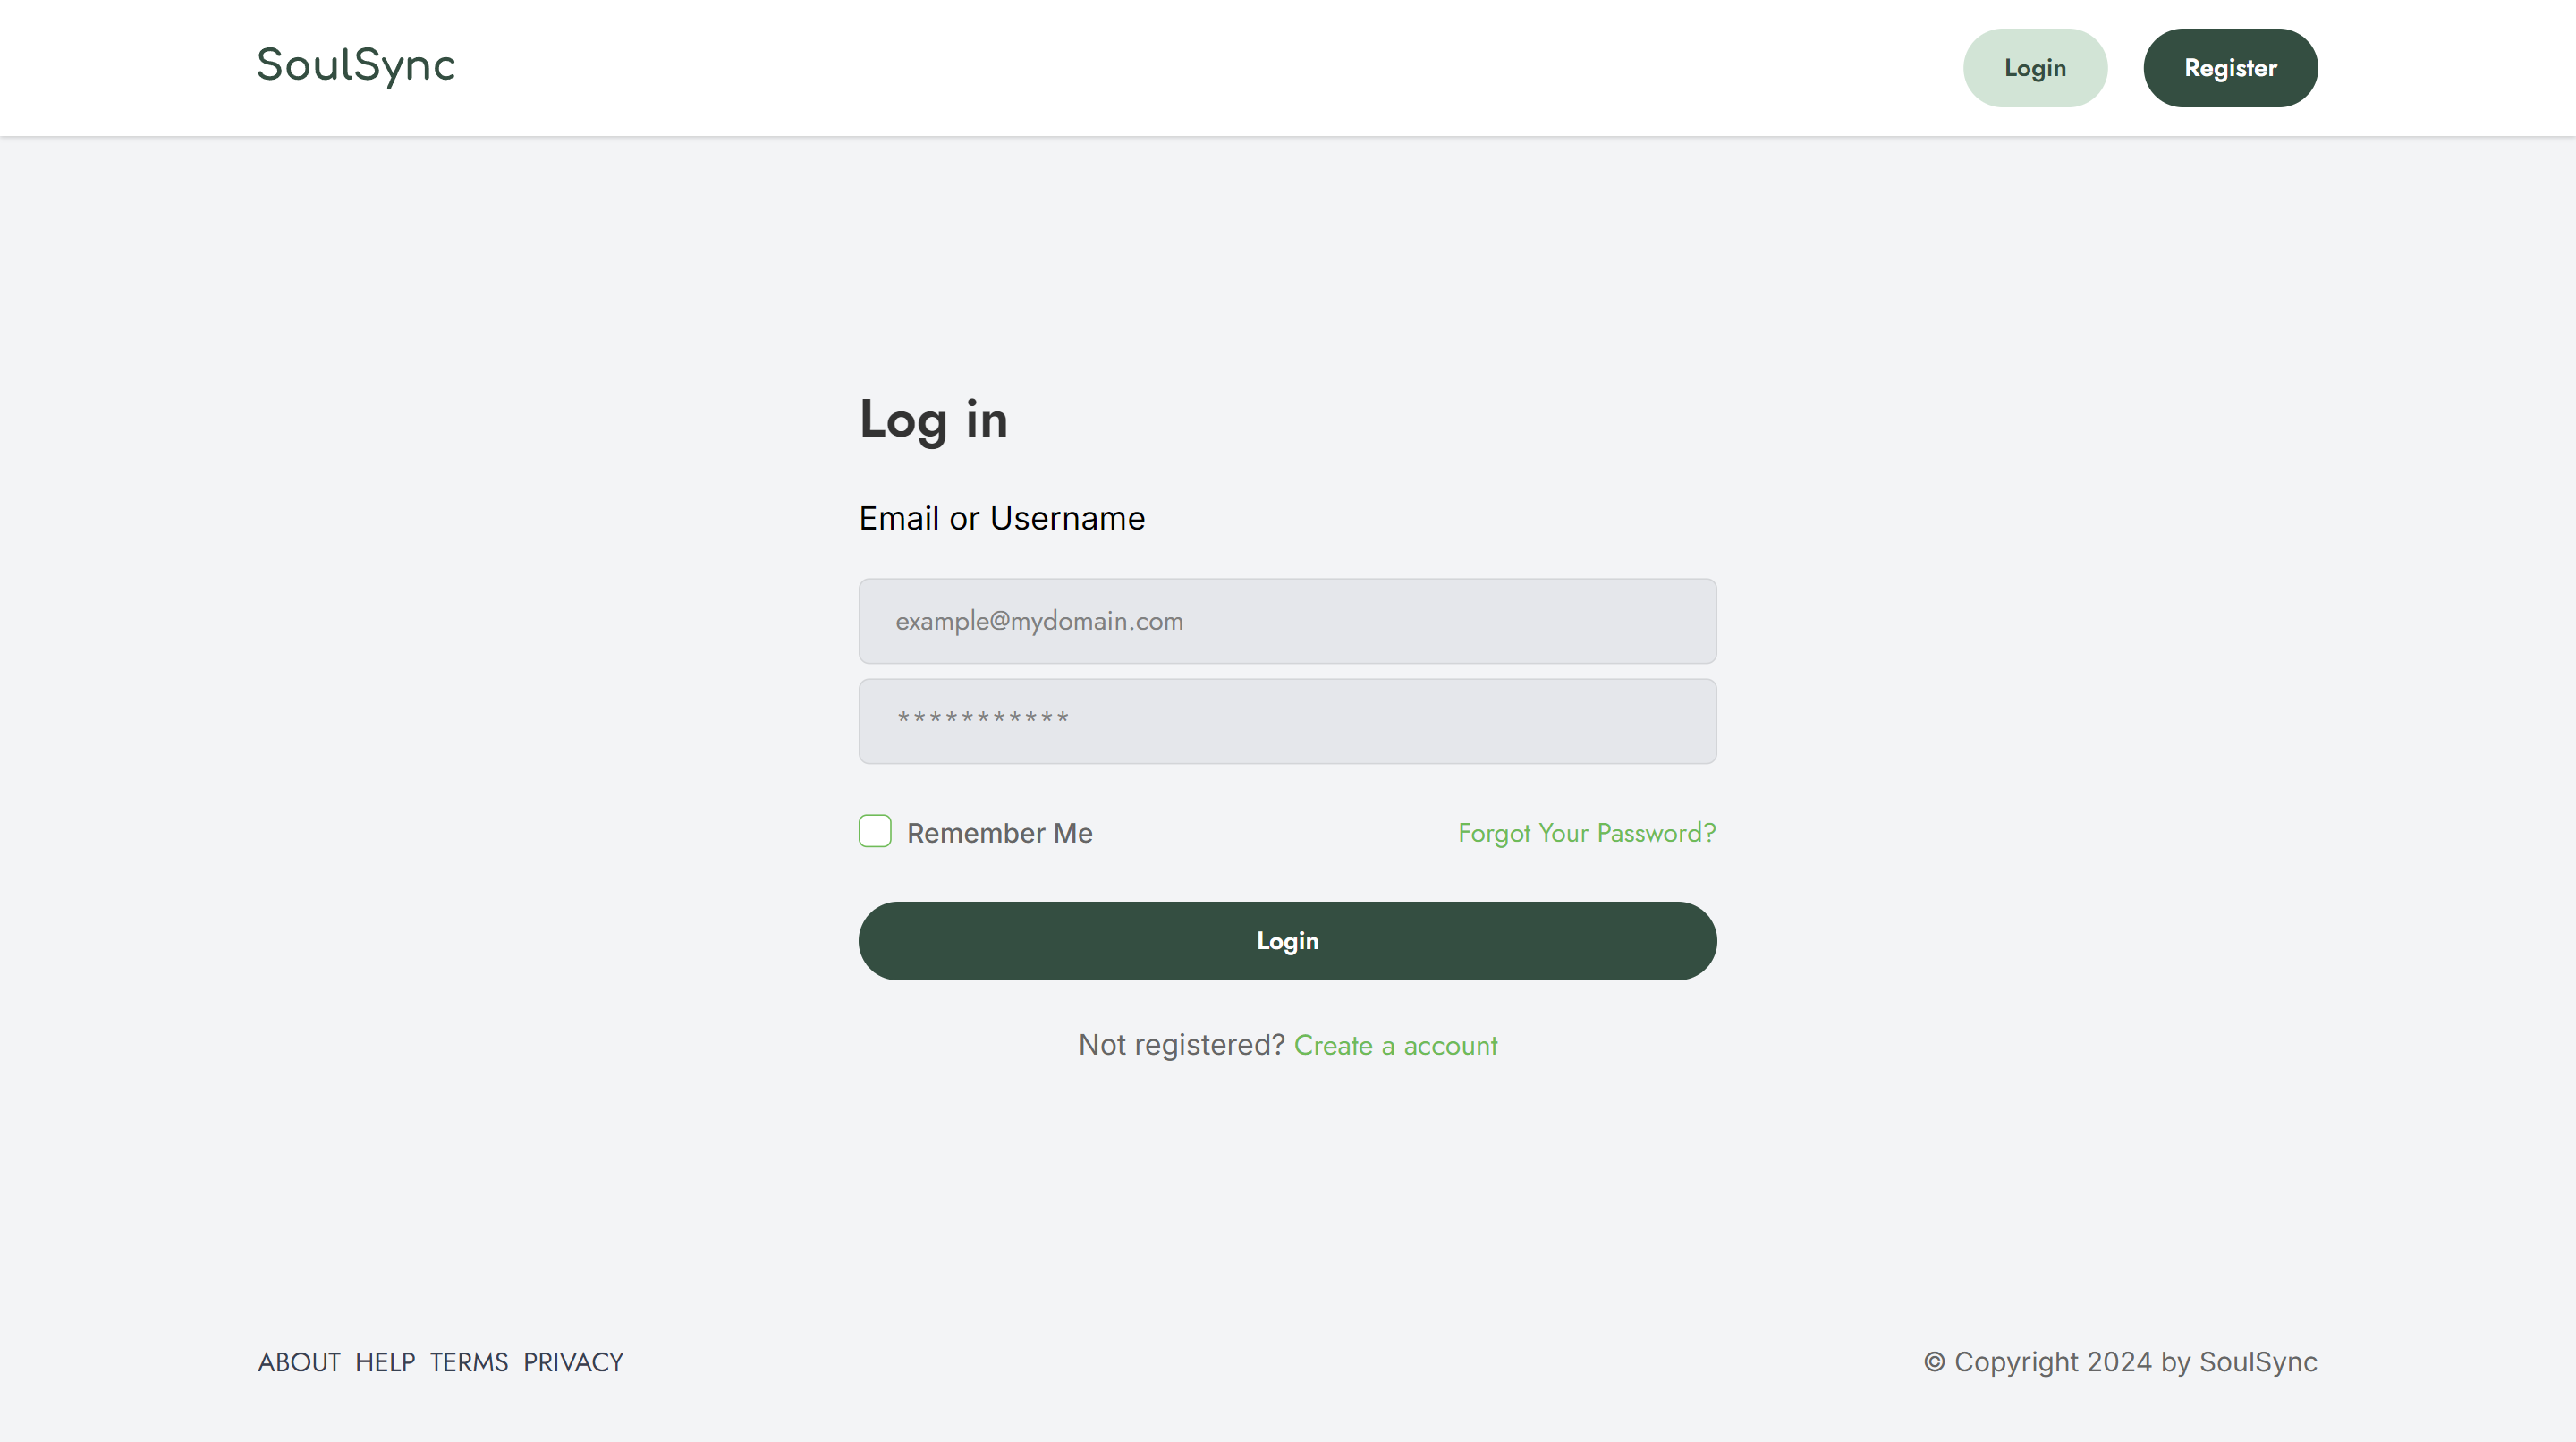 SoulSync
Login
Register
Log in
Email or Username
example@mydomain.com
***********
Remember Me
Forgot Your Password?
Login
Not registered? Create a account
ABOUT HELP TERMS PRIVACY
© Copyright 2024 by SoulSync